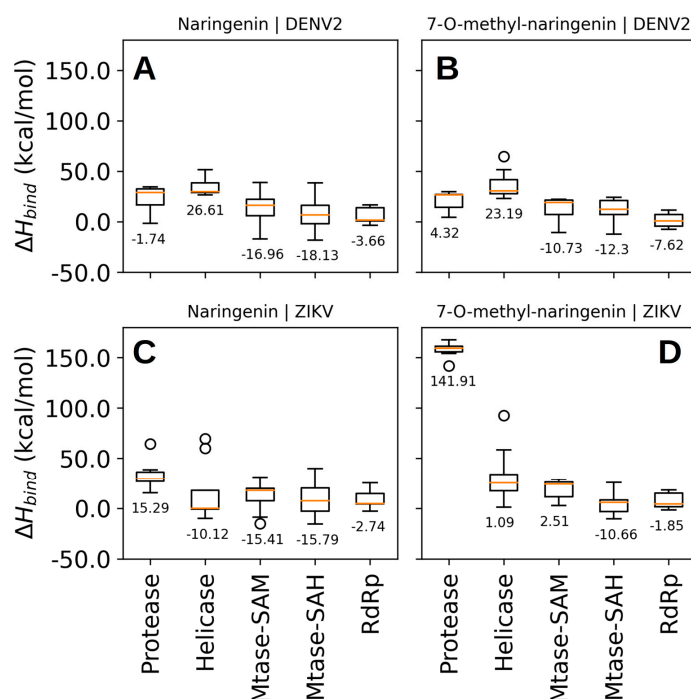 Naringenin | DENV2
7-O-methyl-naringenin | DENV2
A
B
ΔHbind (kcal/mol)
150.0
100.0
50.0
0.0
-50.0
-1.74
26.61
-16.96
-18.13
-3.66
4.32
23.19
-10.73
-12.3
-7.62
Naringenin | ZIKV
7-O-methyl-naringenin | ZIKV
C
D
ΔHbind (kcal/mol)
150.0
100.0
50.0
0.0
-50.0
15.29
-10.12
-15.41
-15.79
-2.74
141.91
1.09
2.51
-10.66
-1.85
Protease
Helicase
Mtase-SAM
Mtase-SAH
RdRp
Protease
Helicase
Mtase-SAM
Mtase-SAH
RdRp